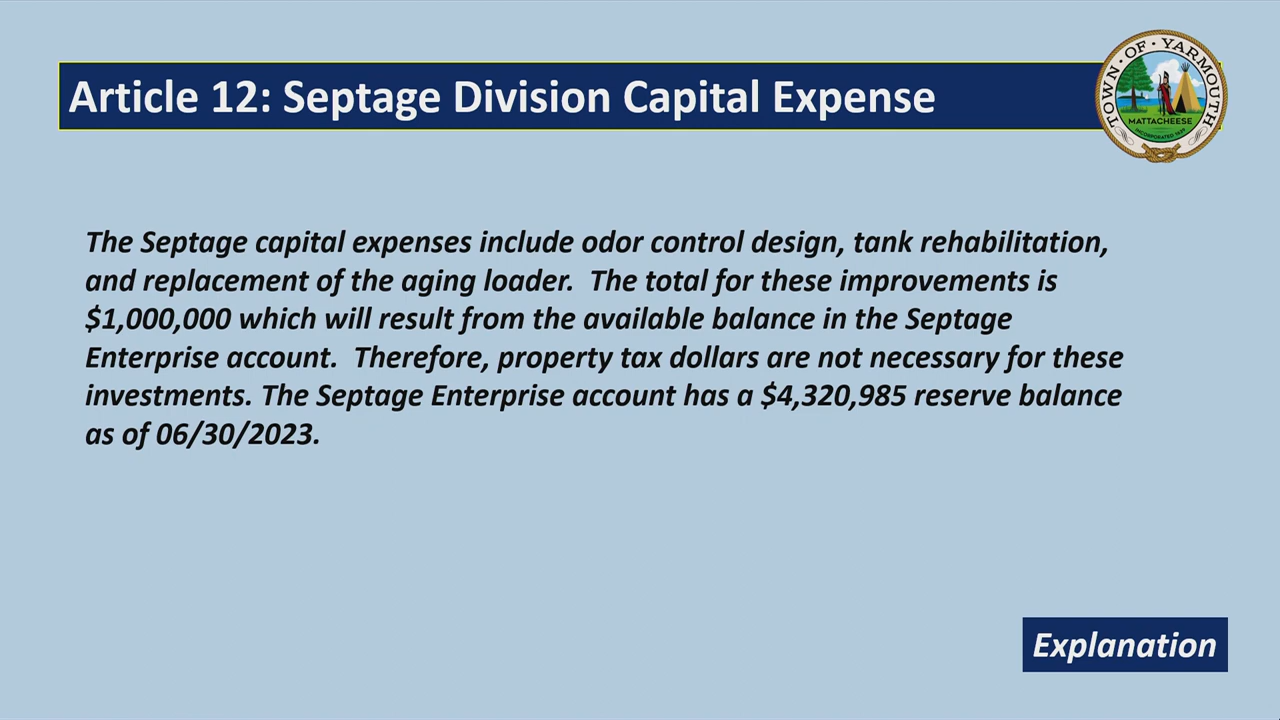 Article 12: Septage Division Capital Expense
TOWN · OF · YARMOUTH
MATTACHEESE
INCORPORATED 1639
The Septage capital expenses include odor control design, tank rehabilitation,
and replacement of the aging loader.  The total for these improvements is
$1,000,000 which will result from the available balance in the Septage
Enterprise account.  Therefore, property tax dollars are not necessary for these
investments. The Septage Enterprise account has a $4,320,985 reserve balance
as of 06/30/2023.
Explanation